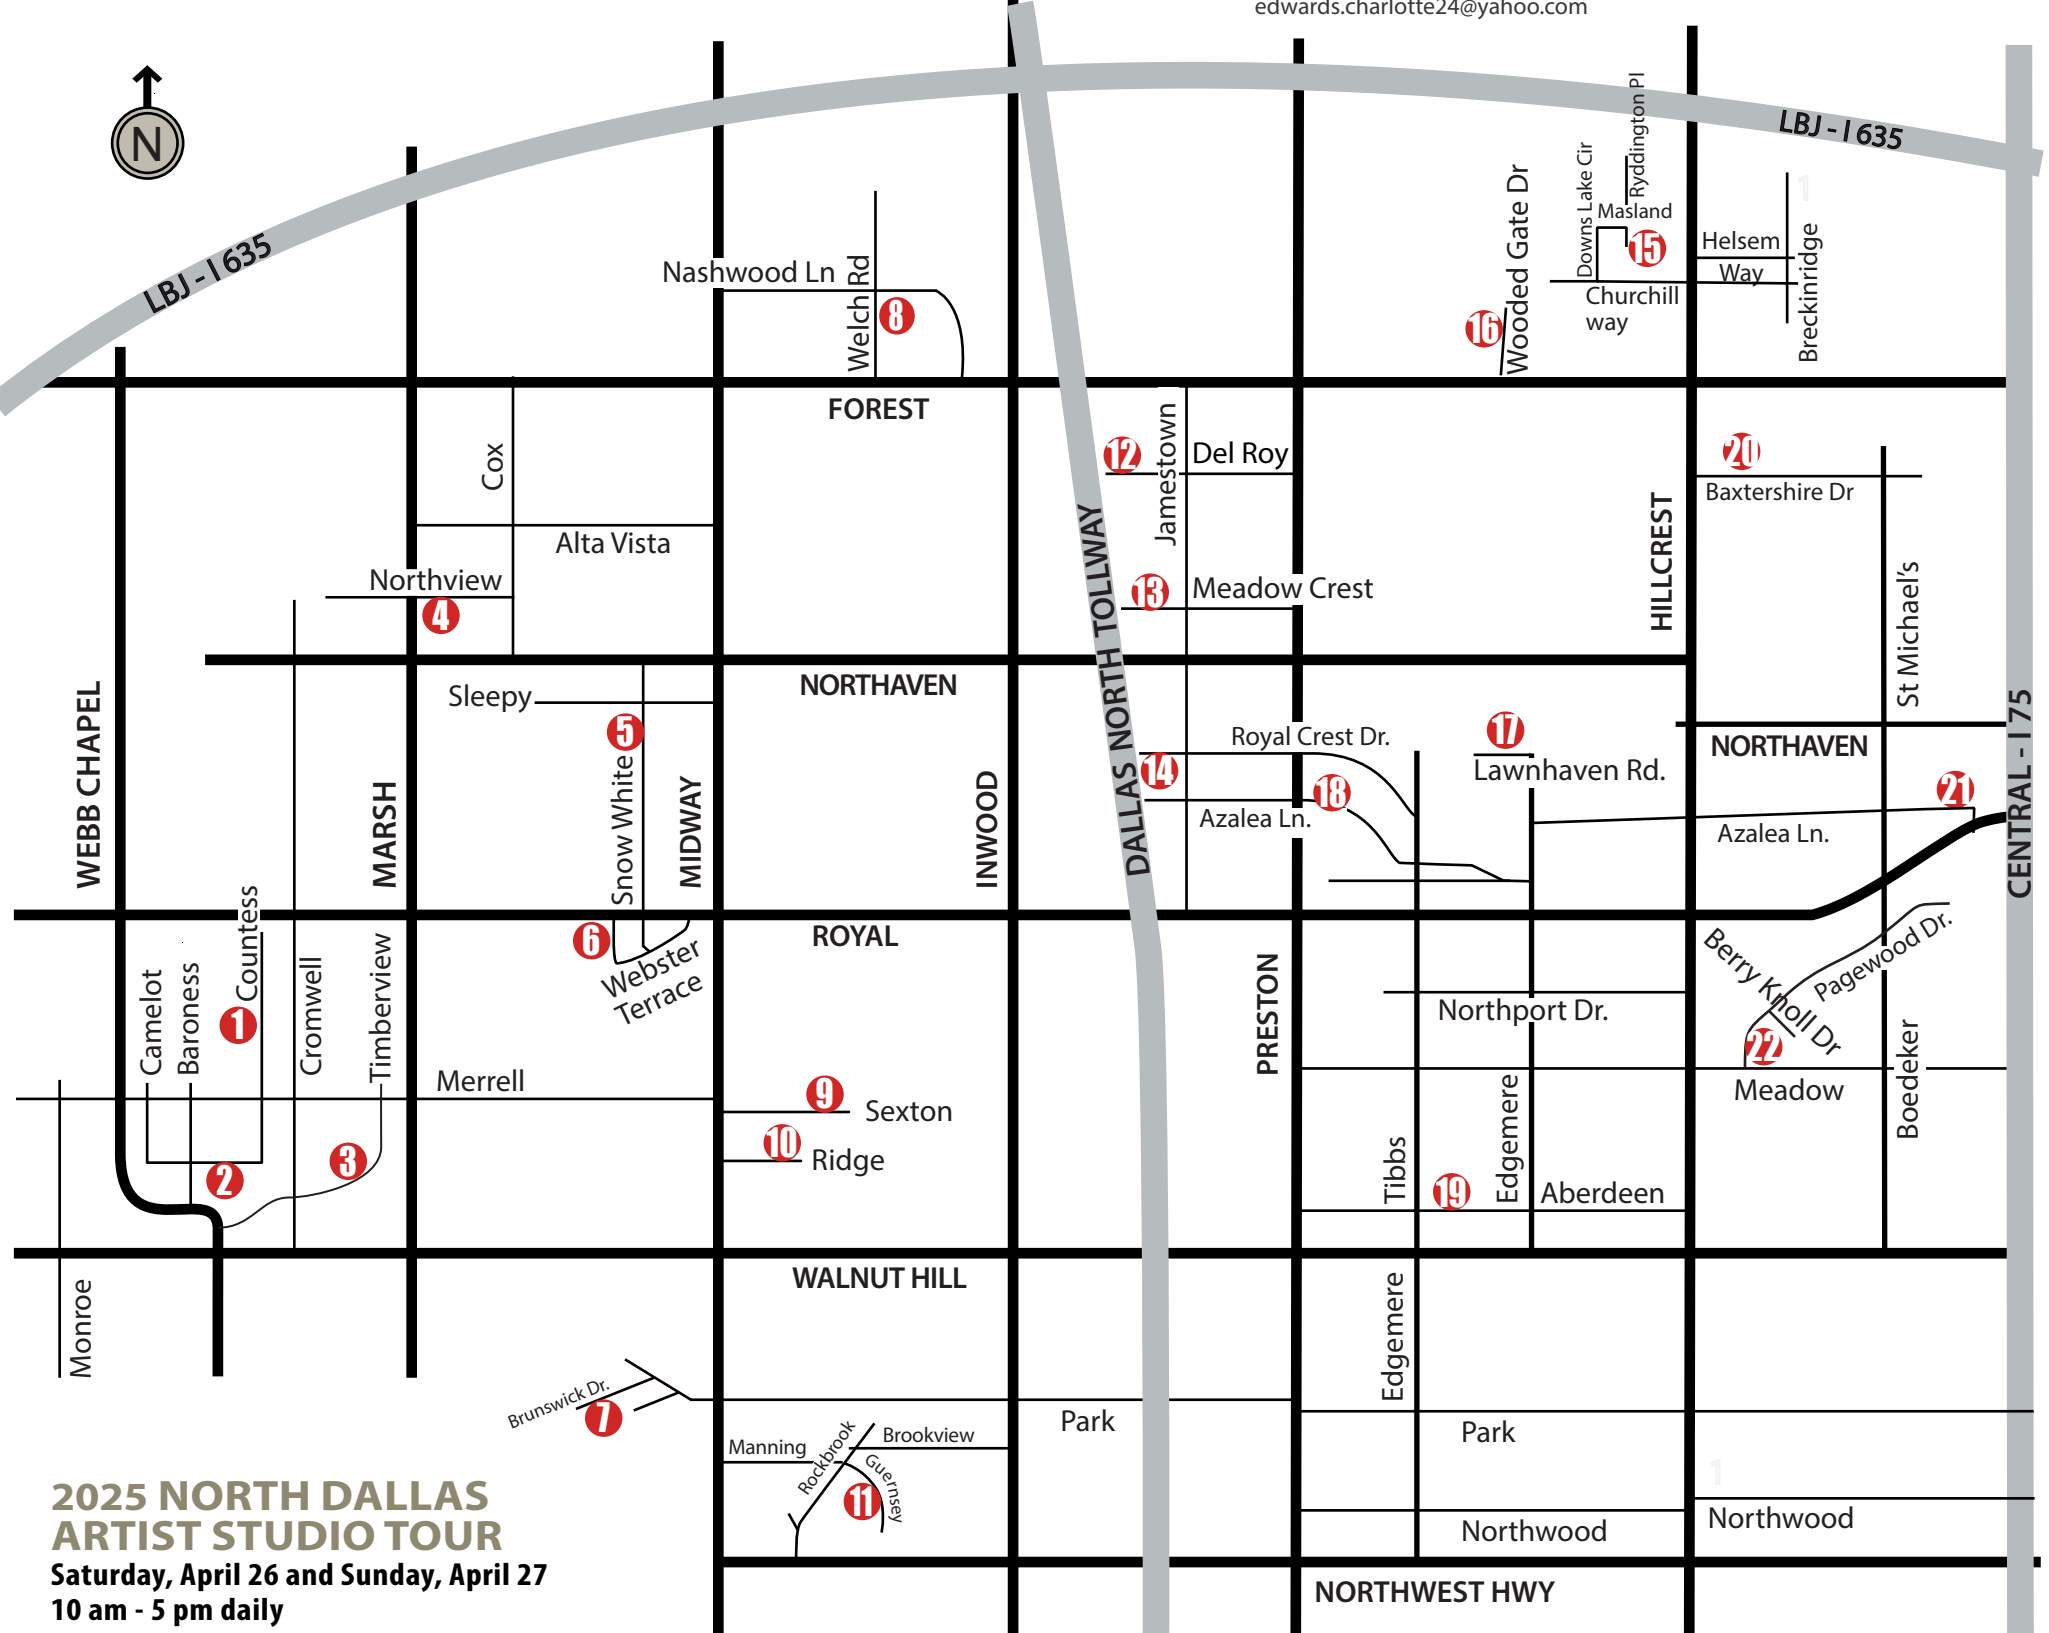 edwards.charlotte24@yahoo.com
N
LBJ - I 635
LBJ - I 635
Ryddington Pl
Downs Lake Cir
Masland
1
15
Helsem
Way
Breckinridge
Churchill
way
Wooded Gate Dr
16
Nashwood Ln
Welch Rd
8
FOREST
Cox
12
Jamestown
Del Roy
20
Baxtershire Dr
HILLCREST
Alta Vista
Northview
4
13
Meadow Crest
St Michael's
DALLAS NORTH TOLLWAY
NORTHAVEN
Sleepy
5
Snow White
WEBB CHAPEL
MARSH
MIDWAY
INWOOD
Royal Crest Dr.
14
18
Azalea Ln.
17
Lawnhaven Rd.
NORTHAVEN
21
Azalea Ln.
CENTRAL - I 75
Countess
ROYAL
6
Webster
Terrace
1
Camelot
Baroness
Cromwell
Timberview
Merrell
2
3
9
Sexton
10
Ridge
PRESTON
Northport Dr.
Berry Knoll Dr
Pagewood Dr.
22
Meadow
Boedeker
Tibbs
Edgemere
19
Aberdeen
WALNUT HILL
Monroe
Edgemere
Brunswick Dr.
7
Park
Park
Manning
Rockbrook
Brookview
Guernsey
11
1
Northwood
Northwood
NORTHWEST HWY
2025 NORTH DALLAS
ARTIST STUDIO TOUR
Saturday, April 26 and Sunday, April 27
10 am - 5 pm daily